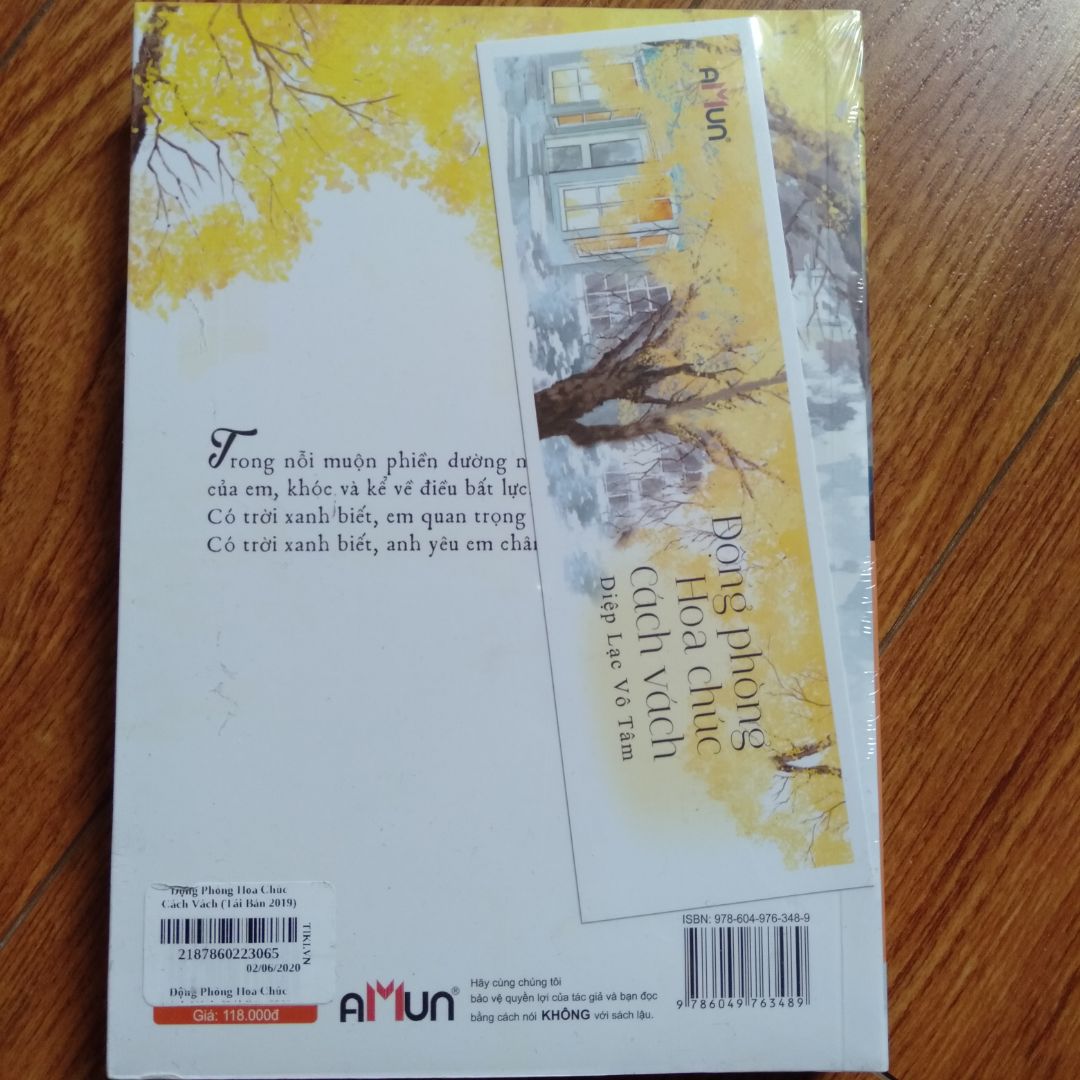 AMUN
Động phòng
Hoa chúc
Cách vách
Diệp Lạc Vô Tâm
Trong nỗi muộn phiền dường n
của em, khóc và kể về điều bất lực
Có trời xanh biết, em quan trọng
Có trời xanh biết, anh yêu em chân
Động Phòng Hoa Chúc
Cách Vách (Tái Bản 2019)
TIKI.VN
2187860223065
02/06/2020
Động Phòng Hoa Chúc
Giá: 118.000đ
AMUN®
Hãy cùng chúng tôi
bảo vệ quyền lợi của tác giả và bạn đọc
bằng cách nói KHÔNG với sách lậu.
ISBN: 978-604-976-348-9
9 786049 763489